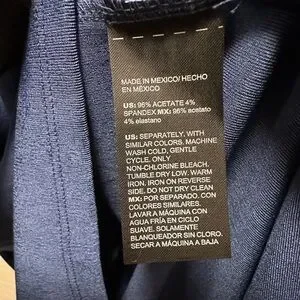 MADE IN MEXICO/ HECHO
EN MÉXICO
US: 96% ACETATE 4%
SPANDEX MX: 96% acetato
4% elastano
US: SEPARATELY. WITH
SIMILAR COLORS. MACHINE
WASH COLD, GENTLE
CYCLE. ONLY
NON-CHLORINE BLEACH.
TUMBLE DRY LOW. WARM
IRON. IRON ON REVERSE
SIDE. DO NOT DRY CLEAN
MX: POR SEPARADO. CON
COLORES SIMILARES.
LAVAR A MÁQUINA CON EL
CICLO AGUA FRÍA
SUAVE. SOLAMENTE
BLANQUEADOR SIN CLORO.
SECAR A MÁQUINA A BAJA